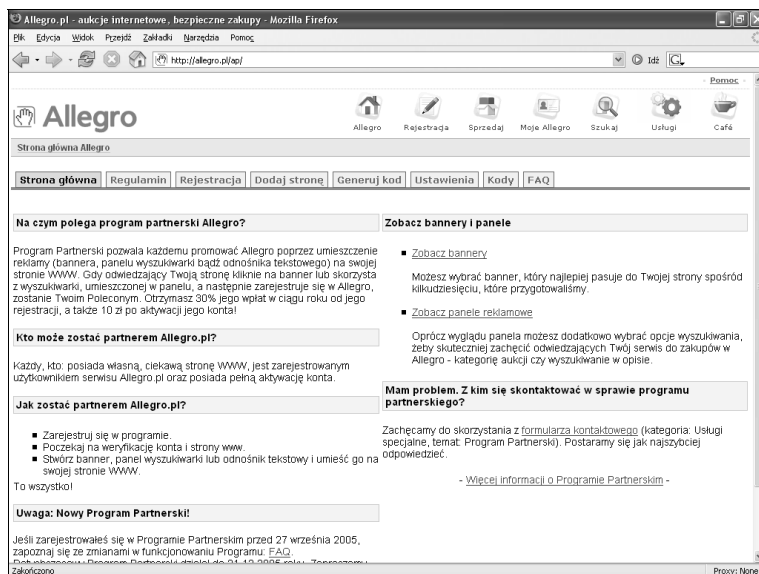 Allegro.pl - aukcje internetowe, bezpieczne zakupy - Mozilla Firefox
Plik Edycja Widok Przejdź Zakładki Narzędzia Pomoc
http://allegro.pl/ap/
Idź
- Pomoc -
Allegro
Allegro Rejestracja Sprzedaj Moje Allegro Szukaj Usługi Café
Strona główna Allegro
Strona główna Regulamin Rejestracja Dodaj stronę Generuj kod Ustawienia Kody FAQ
Na czym polega program partnerski Allegro?
Program Partnerski pozwala każdemu promować Allegro poprzez umieszczenie
reklamy (bannera, panelu wyszukiwarki bądź odnośnika tekstowego) na swojej
stronie WWW. Gdy odwiedzający Twoją stronę kliknie na banner lub skorzysta
z wyszukiwarki, umieszczonej w panelu, a następnie zarejestruje się w Allegro,
zostanie Twoim Poleconym. Otrzymasz 30% jego wpłat w ciągu roku od jego
rejestracji, a także 10 zł po aktywacji jego konta!
Kto może zostać partnerem Allegro.pl?
Każdy, kto: posiada własną, ciekawą stronę WWW, jest zarejestrowanym
użytkownikiem serwisu Allegro.pl oraz posiada pełną aktywację konta.
Jak zostać partnerem Allegro.pl?
Zarejestruj się w programie.
Poczekaj na weryfikację konta i strony www.
Stwórz banner, panel wyszukiwarki lub odnośnik tekstowy i umieść go na
swojej stronie WWW.
To wszystko!
Uwaga: Nowy Program Partnerski!
Jeśli zarejestrowałeś się w Programie Partnerskim przed 27 września 2005,
zapoznaj się ze zmianami w funkcjonowaniu Programu: FAQ.
Dotychczasowy Program Partnerski działał do 31.12.2005 roku. Zapraszamy
Zobacz bannery i panele
Zobacz bannery
Możesz wybrać banner, który najlepiej pasuje do Twojej strony spośród
kilkudziesięciu, które przygotowaliśmy.
Zobacz panele reklamowe
Oprócz wyglądu panela możesz dodatkowo wybrać opcje wyszukiwania,
żeby skuteczniej zachęcić odwiedzających Twój serwis do zakupów w
Allegro - kategorię aukcji czy wyszukiwanie w opisie.
Mam problem. Z kim się skontaktować w sprawie programu
partnerskiego?
Zachęcamy do skorzystania z formularza kontaktowego (kategoria: Usługi
specjalne, temat: Program Partnerski). Postaramy się jak najszybciej
odpowiedzieć.
- Więcej informacji o Programie Partnerskim -
Zakończono
Proxy: None